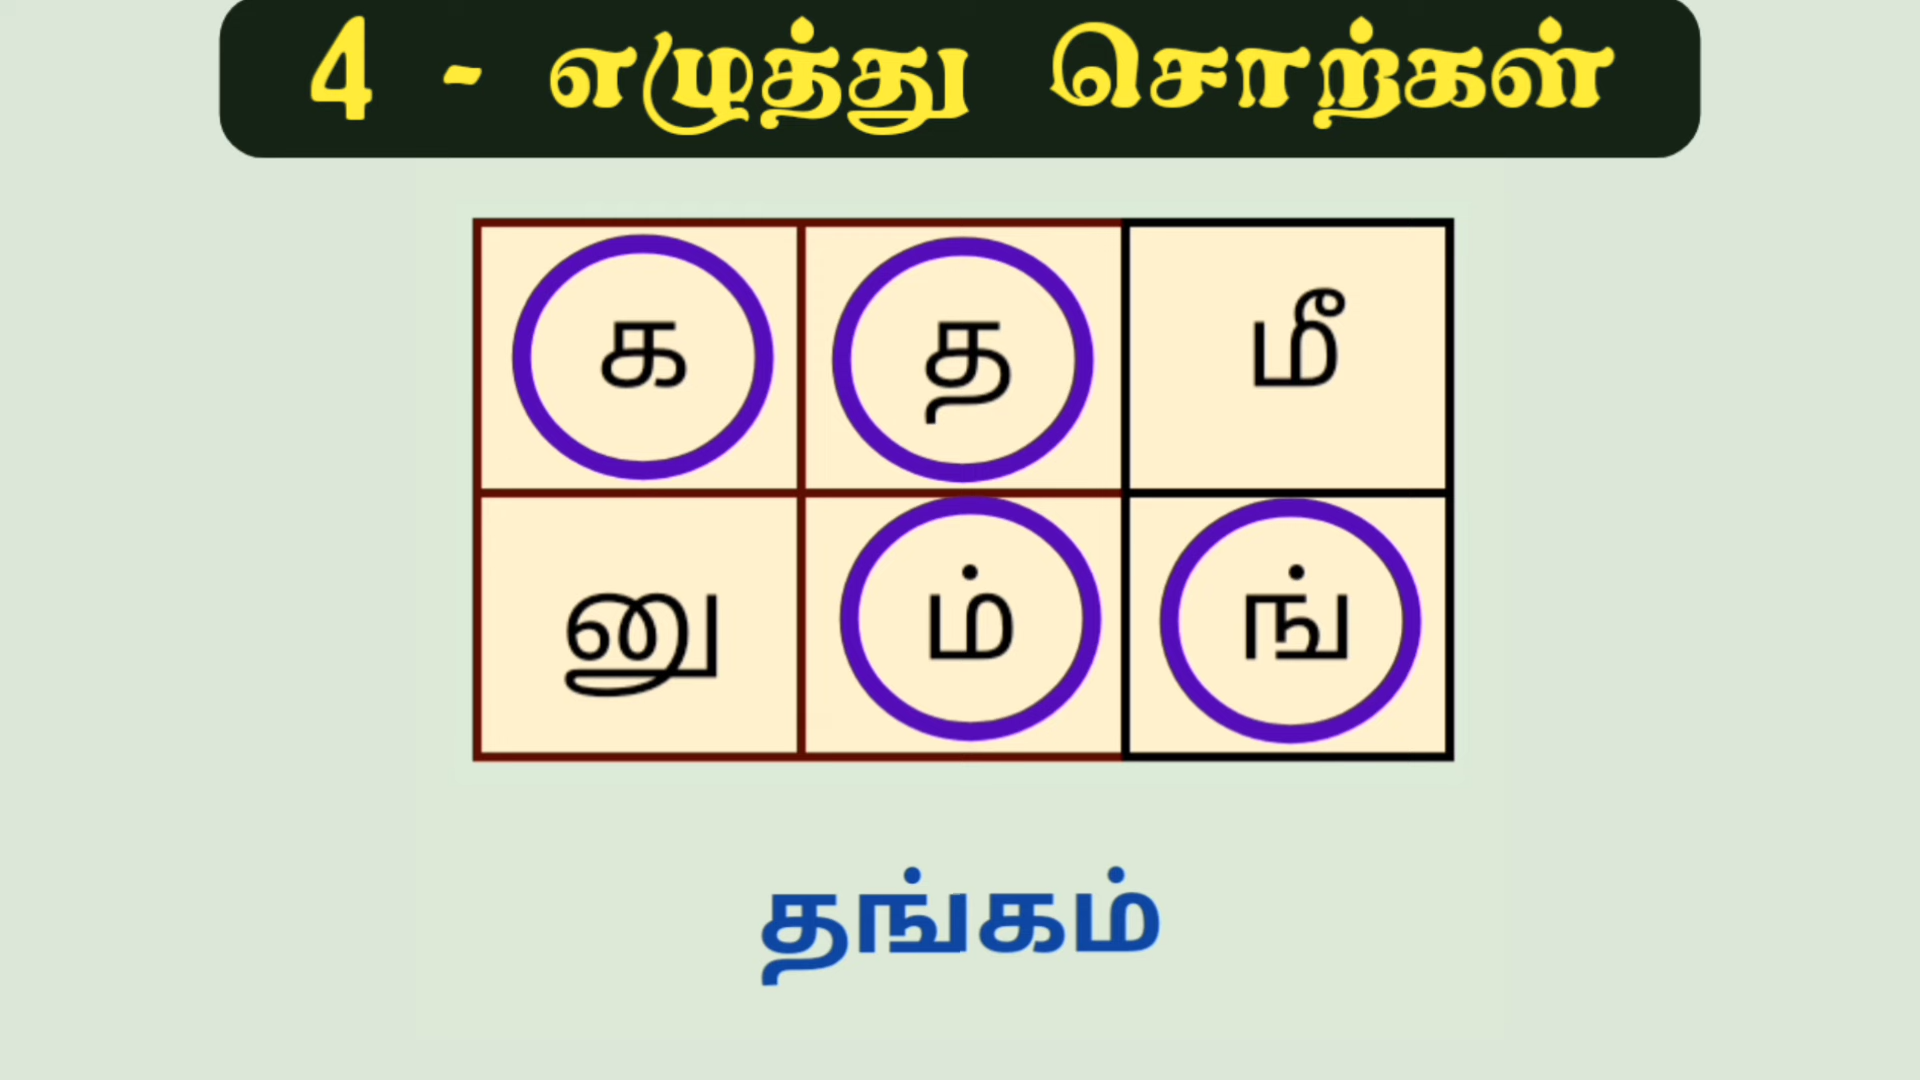 4 - எழுத்து சொற்கள்
க த மீ
னு ம் ங்
தங்கம்